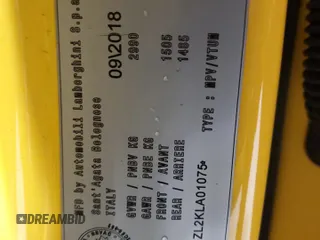 MFD by Automobili Lamborghini S.p.a
Sant'Agata Bolognese
ITALY 09\2018
GVWR / PNBV KG 2990
GAWR / PNBE KG
FRONT / AVANT 1505
REAR / ARRIERE 1485
TYPE: MPV/VTUM
ZL2KLA01075*
DREAMBID